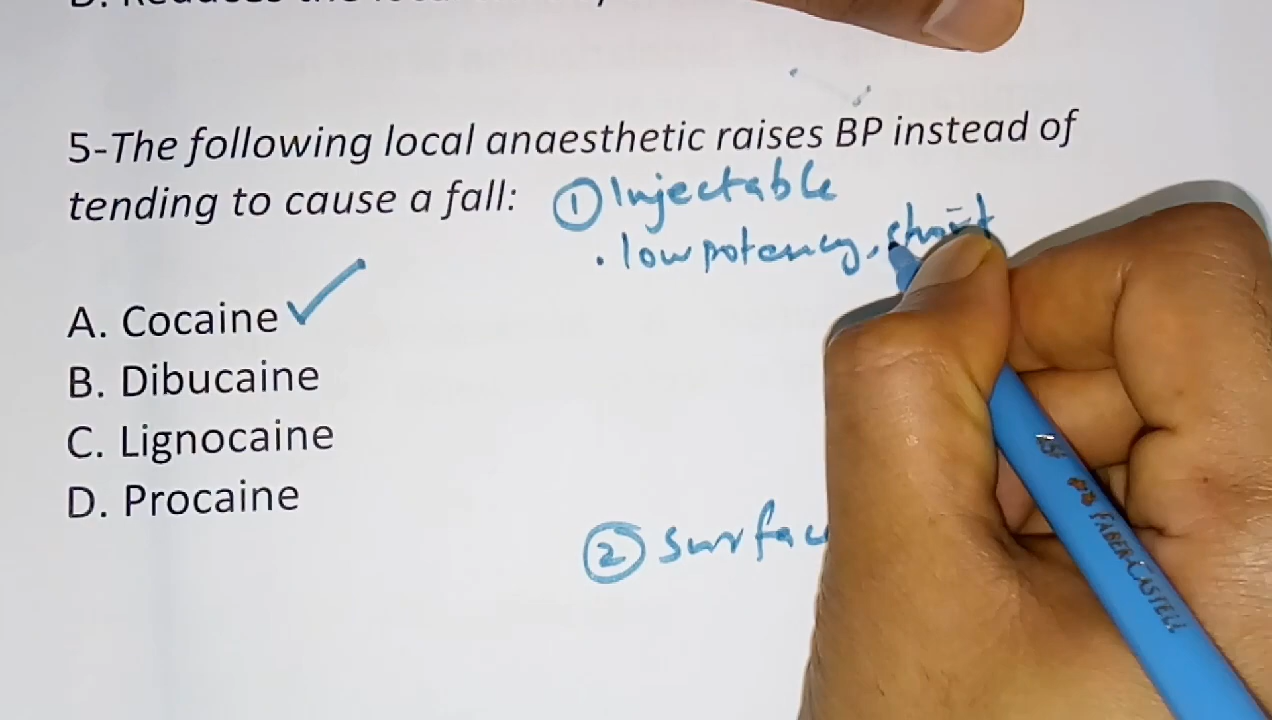 5-The following local anaesthetic raises BP instead of
tending to cause a fall: ① Injectable
. low potency, short
A. Cocaine ✓
B. Dibucaine
C. Lignocaine
D. Procaine
② surfac
FABER-CASTELL